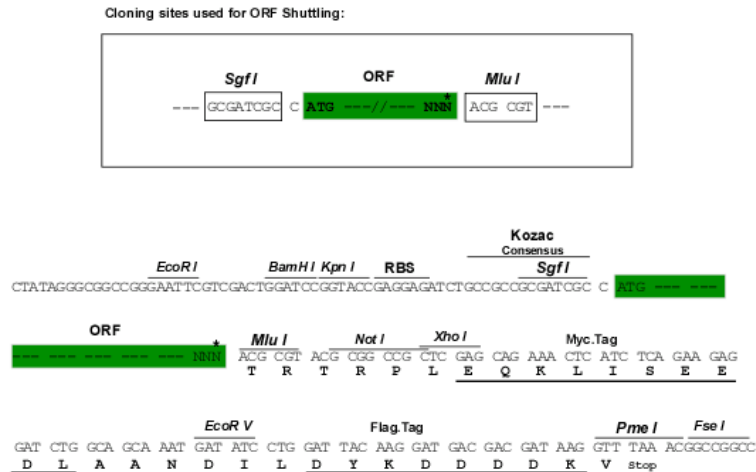 Cloning sites used for ORF Shuttling:
Sgf I ORF Mlu I
--- GCGATCGC C ATG ---//--- NNN* ACG CGT ---
Kozac
Consensus
EcoR I BamH I Kpn I RBS Sgf I
CTATAGGGCGGCCGGGAATTCGTCGACTGGATCCGGTACCGAGGAGATCTGCCGCCGCGATCGC C ATG --- ---
ORF Mlu I Not I Xho I Myc.Tag
--- --- --- --- --- --- NNN* ACG CGT ACG CGG CCG CTC GAG CAG AAA CTC ATC TCA GAA GAG
T R T R P L E Q K L I S E E
EcoR V Flag.Tag Pme I Fse I
GAT CTG GCA GCA AAT GAT ATC CTG GAT TAC AAG GAT GAC GAC GAT AAG GTT TAA ACGGCCGGCC
D L A A N D I L D Y K D D D D K V Stop